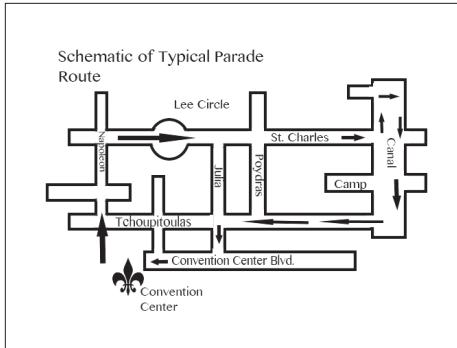 Schematic of Typical Parade
Route
Lee Circle
Napoleon
St. Charles
Julia
Poydras
Canal
Camp
Tchoupitoulas
Convention Center Blvd.
Convention
Center